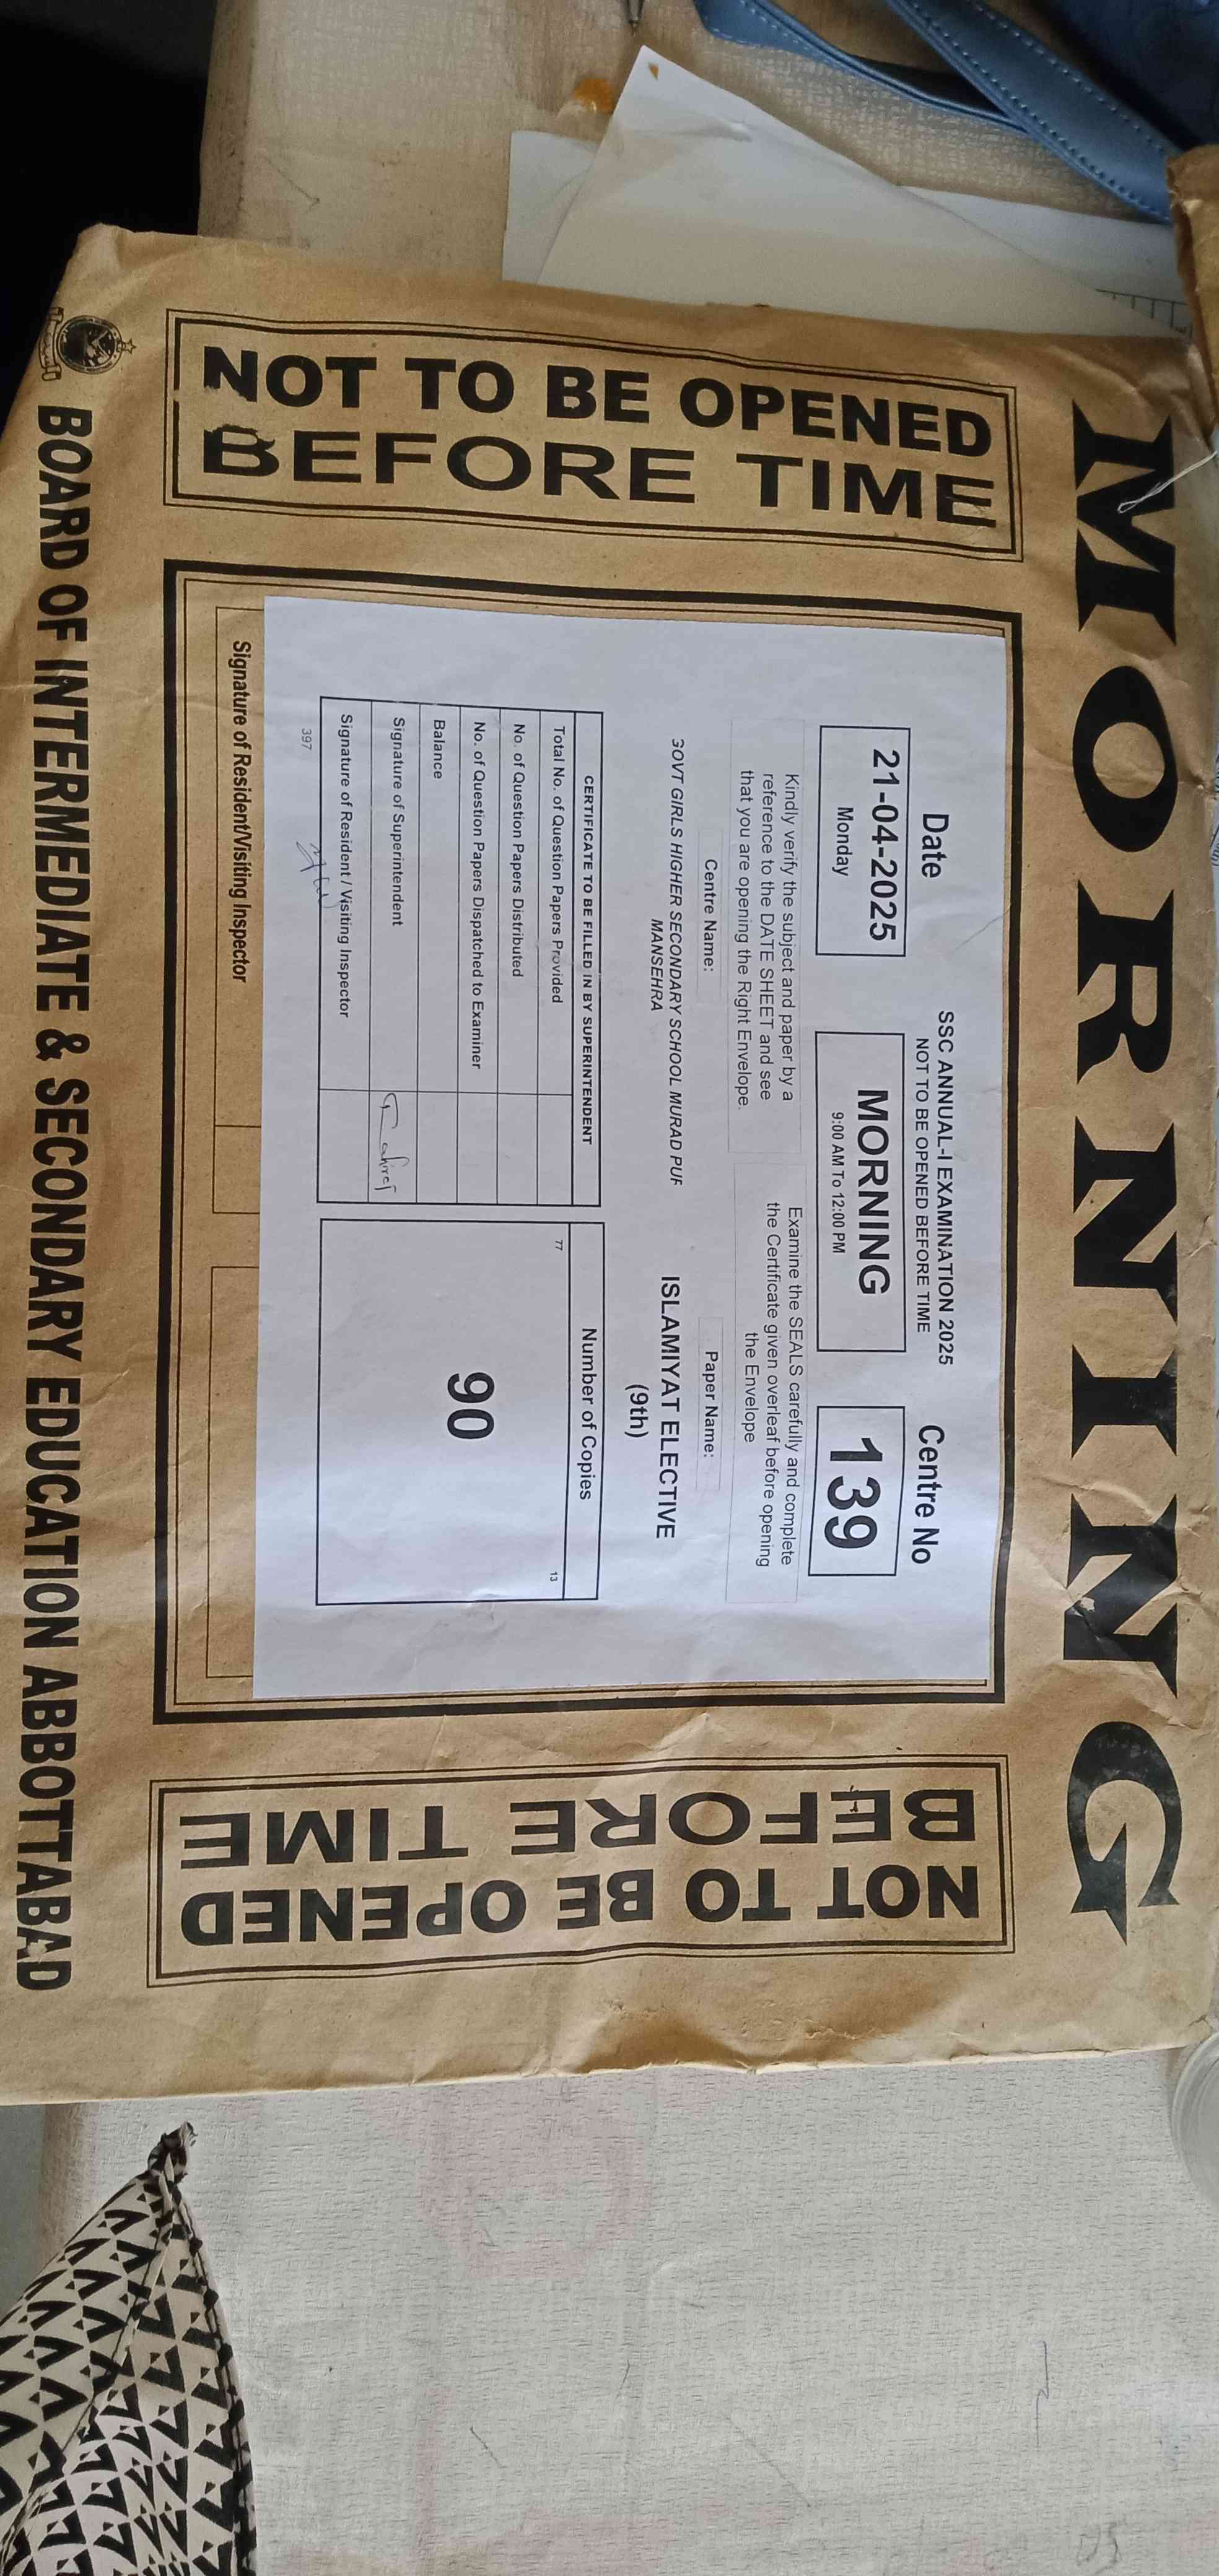 MORNING
NOT TO BE OPENED
BEFORE TIME
Date
SSC ANNUAL-I EXAMINATION 2025
NOT TO BE OPENED BEFORE TIME
Centre No
21-04-2025
Monday
MORNING
9:00 AM To 12:00 PM
139
Kindly verify the subject and paper by a
reference to the DATE SHEET and see
that you are opening the Right Envelope.
Examine the SEALS carefully and complete
the Certificate given overleaf before opening
the Envelope
Centre Name:
Paper Name:
GOVT GIRLS HIGHER SECONDARY SCHOOL MURAD PUF
MANSEHRA
ISLAMIYAT ELECTIVE
(9th)
CERTIFICATE TO BE FILLED IN BY SUPERINTENDENT
Total No. of Question Papers Provided
No. of Question Papers Distributed
No. of Question Papers Dispatched to Examiner
Balance
Signature of Superintendent
Signature of Resident / Visiting Inspector
397
Number of Copies
77
13
90
Signature of Resident/Visiting Inspector
NOT TO BE OPENED
BEFORE TIME
BOARD OF INTERMEDIATE & SECONDARY EDUCATION ABBOTTABAD